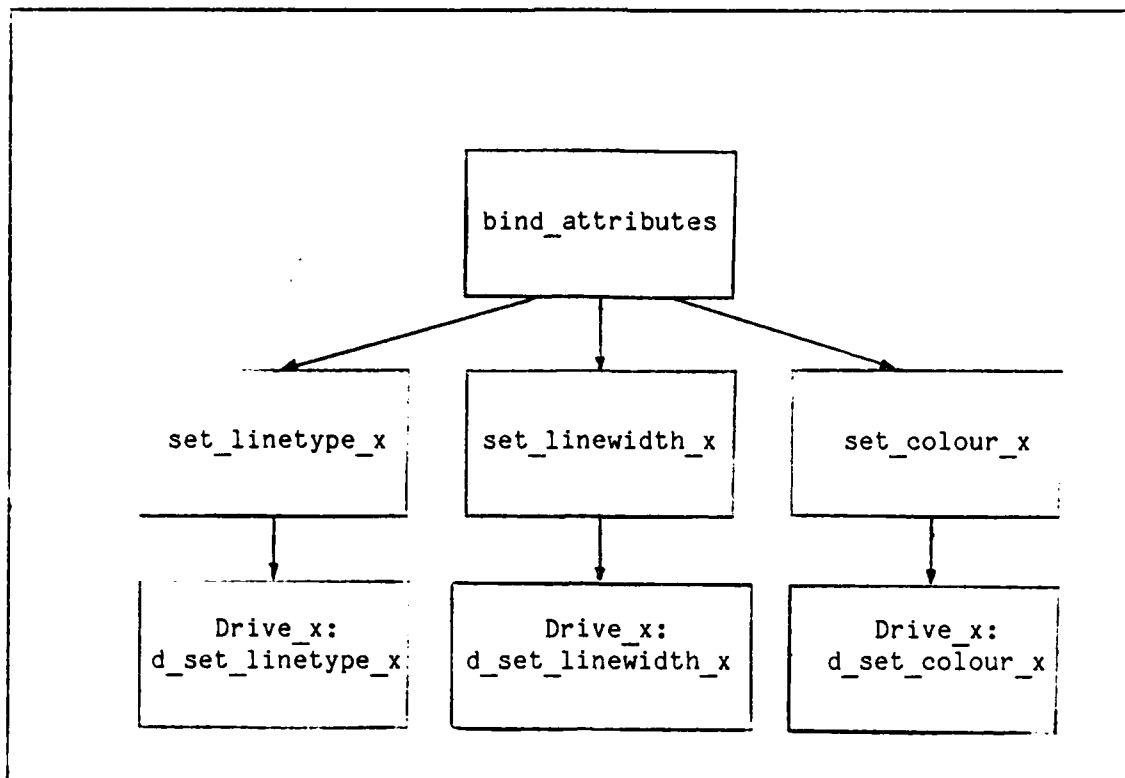 bind_attributes
set_linetype_x
set_linewidth_x
set_colour_x
Drive_x:
d_set_linetype_x
Drive_x:
d_set_linewidth_x
Drive_x:
d_set_colour_x